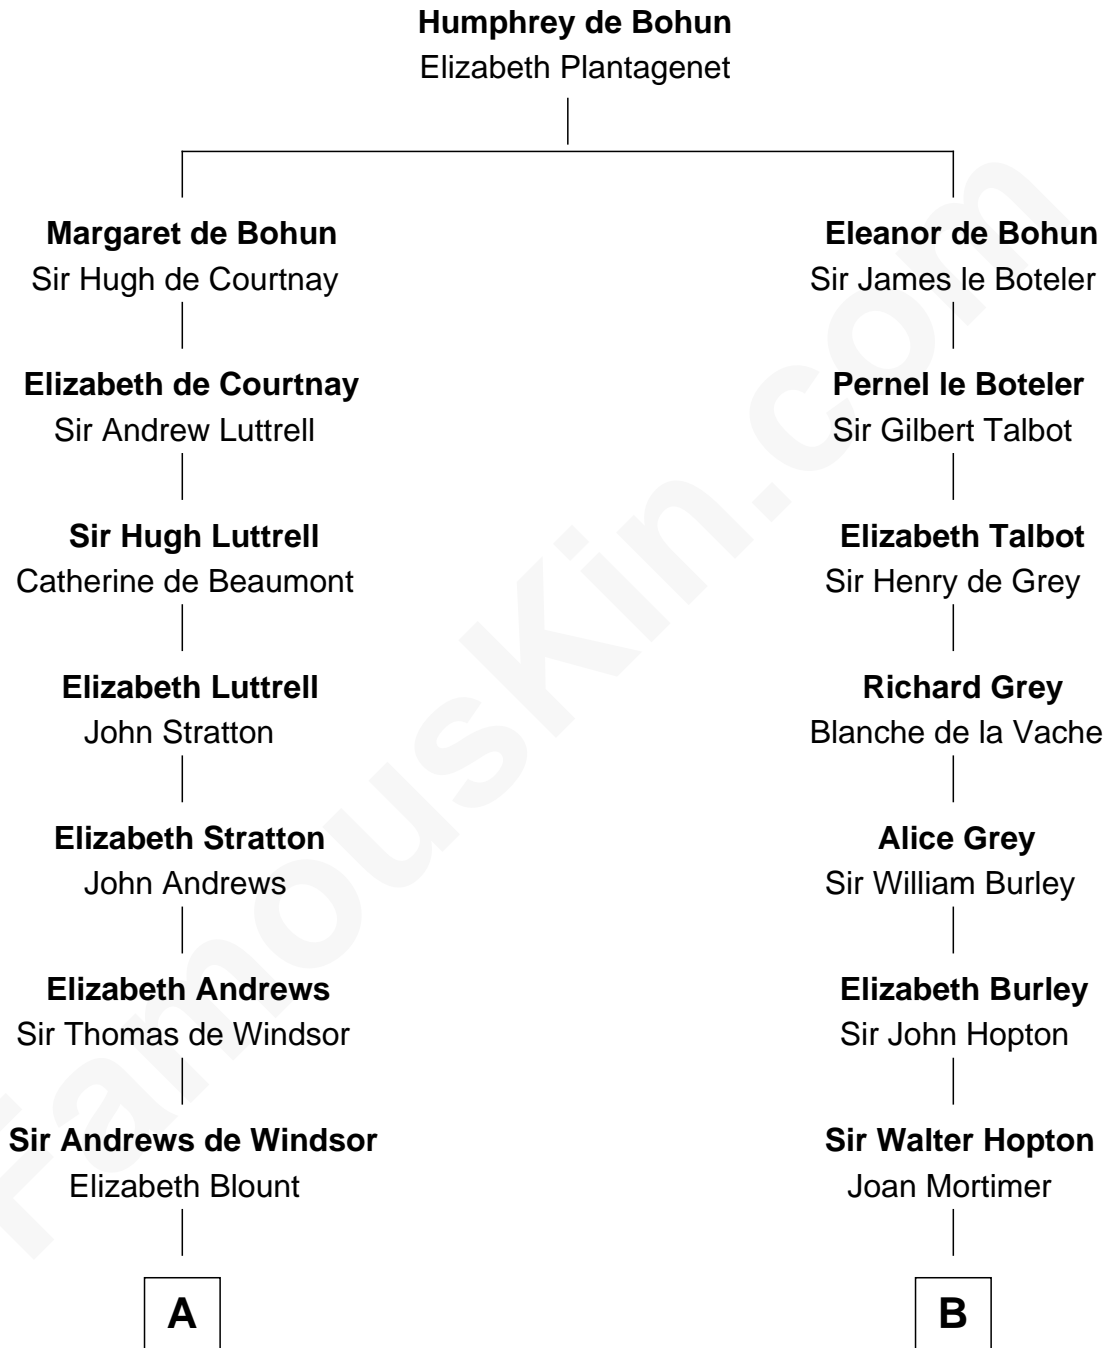 Humphrey de Bohun
Elizabeth Plantagenet
Margaret de Bohun
Sir Hugh de Courtnay
Eleanor de Bohun
Sir James le Boteler
Elizabeth de Courtnay
Sir Andrew Luttrell
Pernel le Boteler
Sir Gilbert Talbot
Sir Hugh Luttrell
Catherine de Beaumont
Elizabeth Talbot
Sir Henry de Grey
Elizabeth Luttrell
John Stratton
Richard Grey
Blanche de la Vache
Elizabeth Stratton
John Andrews
Alice Grey
Sir William Burley
Elizabeth Andrews
Sir Thomas de Windsor
Elizabeth Burley
Sir John Hopton
Sir Andrews de Windsor
Elizabeth Blount
Sir Walter Hopton
Joan Mortimer
A
B
FamousKin.com